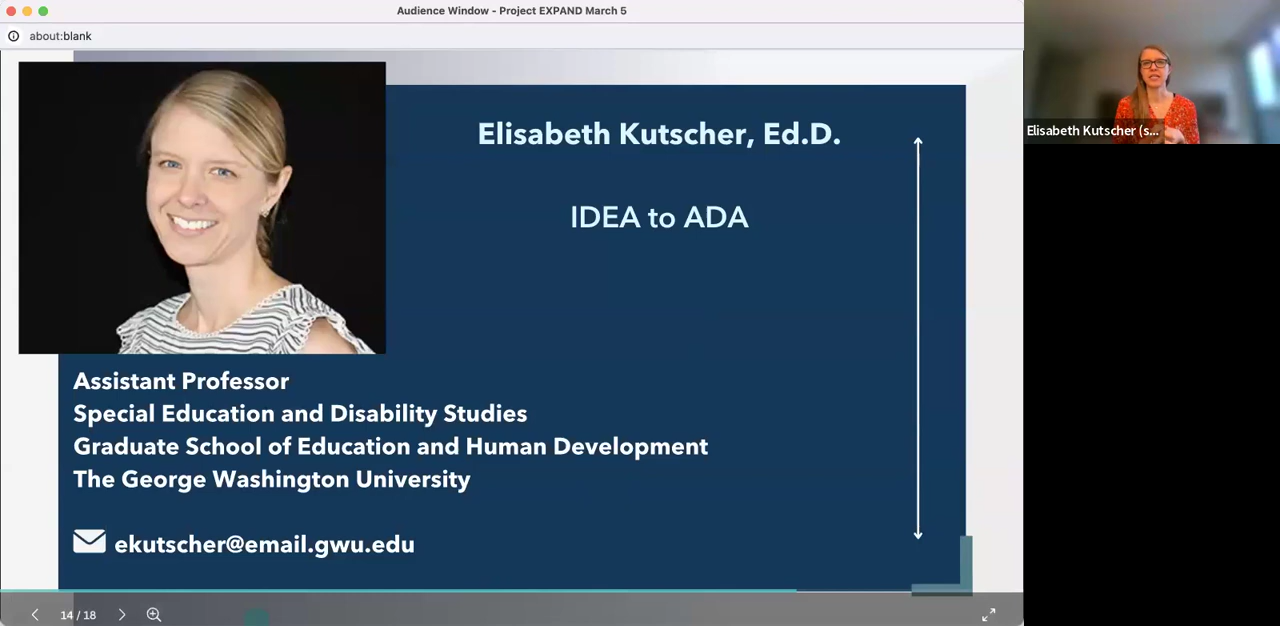 Audience Window - Project EXPAND March 5
about:blank
Elisabeth Kutscher, Ed.D.
IDEA to ADA
Assistant Professor
Special Education and Disability Studies
Graduate School of Education and Human Development
The George Washington University
ekutscher@email.gwu.edu
14 / 18
Elisabeth Kutscher (s...